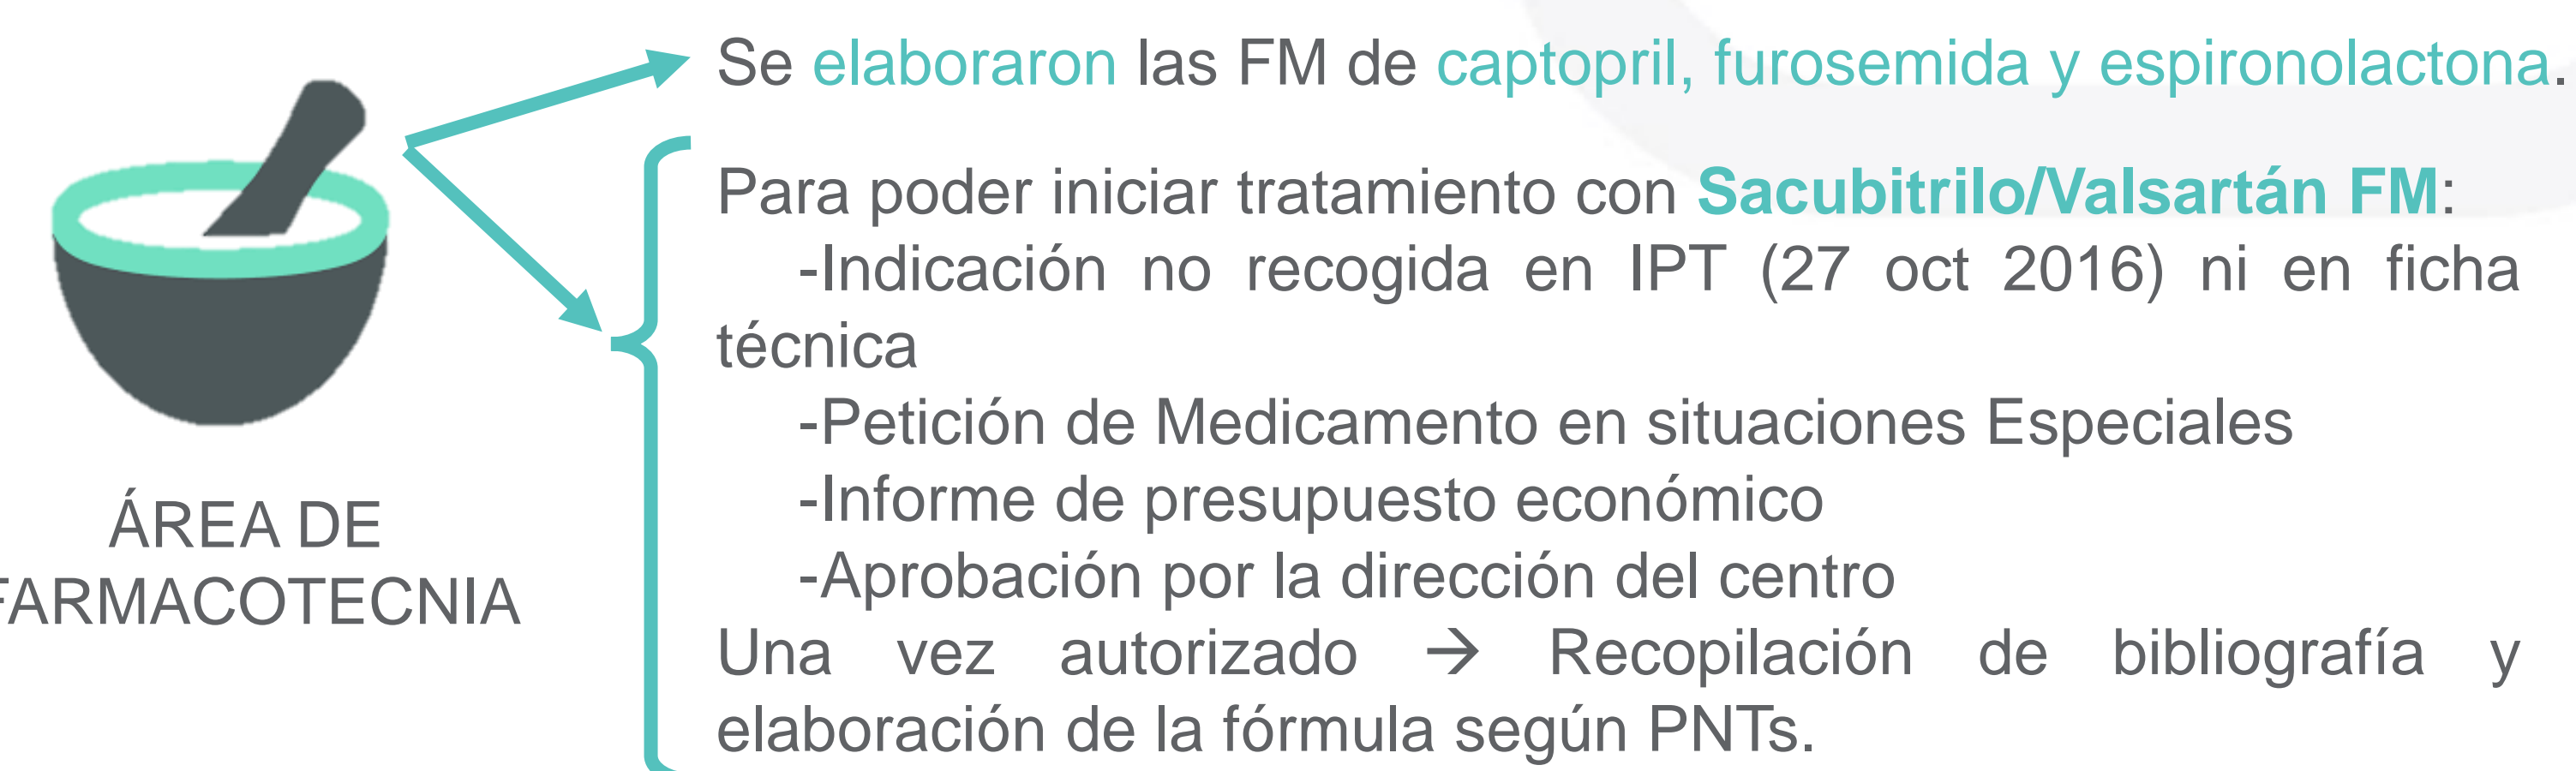 Se elaboraron las FM de captopril, furosemida y espironolactona.
Para poder iniciar tratamiento con Sacubitrilo/Valsartán FM:
-Indicación no recogida en IPT (27 oct 2016) ni en ficha
técnica
-Petición de Medicamento en situaciones Especiales
-Informe de presupuesto económico
-Aprobación por la dirección del centro
Una vez autorizado → Recopilación de bibliografía y
elaboración de la fórmula según PNTs.
ÁREA DE
FARMACOTECNIA